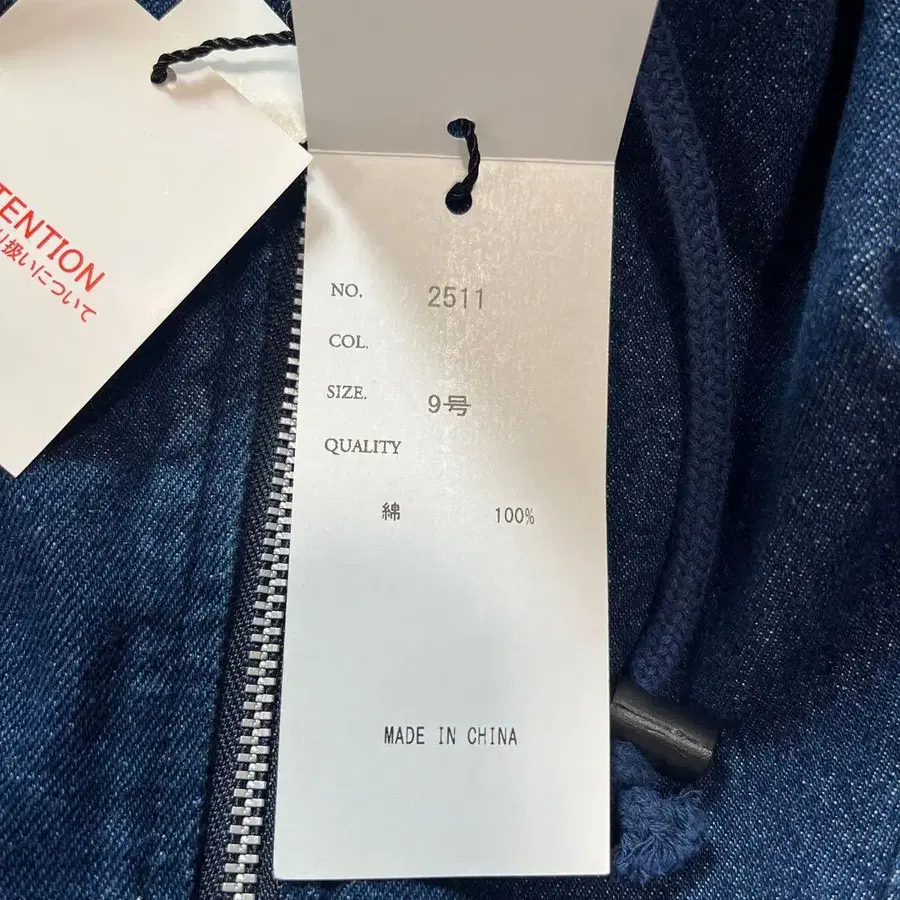 TENTION
り扱いについて
NO. 2511
COL.
SIZE. 9号
QUALITY
綿 100%
MADE IN CHINA